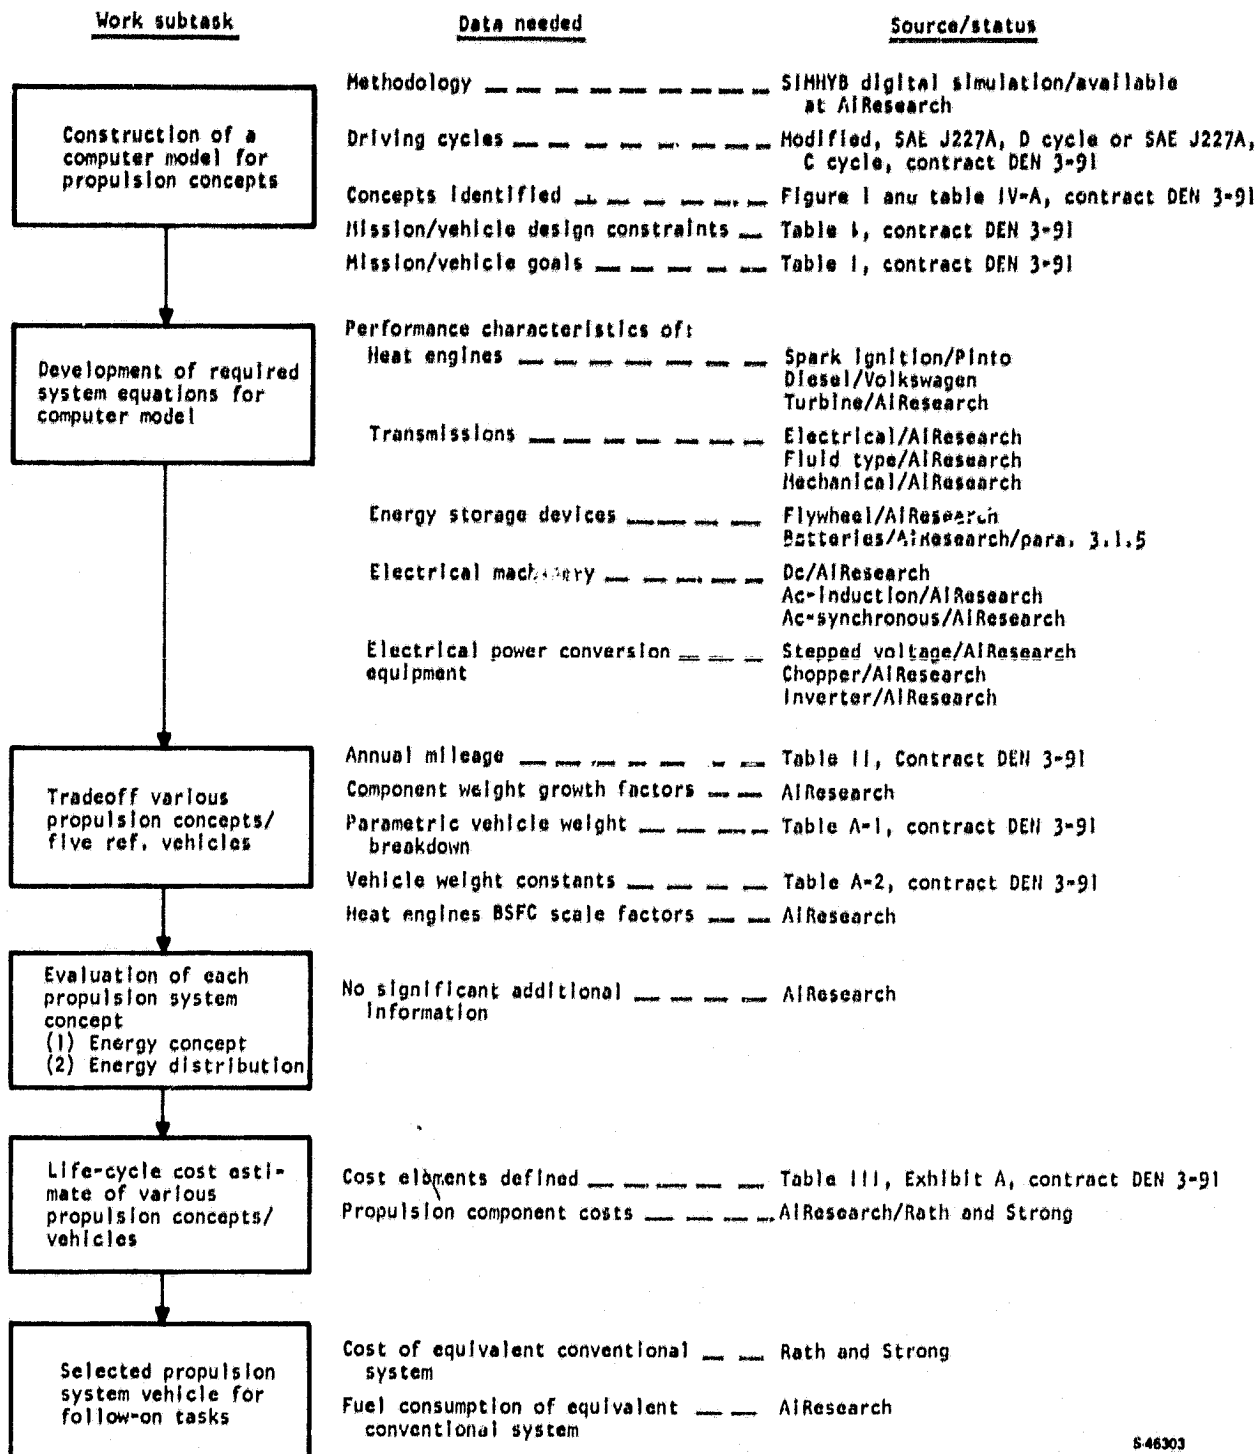 Work subtask
Data needed
Source/status
Construction of a
computer model for
propulsion concepts
Methodology
SIMHYB digital simulation/available
at AiResearch
Driving cycles
Modified, SAE J227A, D cycle or SAE J227A,
C cycle, contract DEN 3-91
Concepts identified
Figure 1 and table IV-A, contract DEN 3-91
Mission/vehicle design constraints
Table I, contract DEN 3-91
Mission/vehicle goals
Table I, contract DEN 3-91
Development of required
system equations for
computer model
Performance characteristics of:
Heat engines
Spark ignition/Pinto
Diesel/Volkswagen
Turbine/AiResearch
Transmissions
Electrical/AiResearch
Fluid type/AiResearch
Mechanical/AiResearch
Energy storage devices
Flywheel/AiResearch
Batteries/AiResearch/para. 3.1.5
Electrical machinery
Dc/AiResearch
Ac-induction/AiResearch
Ac-synchronous/AiResearch
Electrical power conversion
equipment
Stepped voltage/AiResearch
Chopper/AiResearch
Inverter/AiResearch
Tradeoff various
propulsion concepts/
five ref. vehicles
Annual mileage
Table II, Contract DEN 3-91
Component weight growth factors
AiResearch
Parametric vehicle weight
breakdown
Table A-1, contract DEN 3-91
Vehicle weight constants
Table A-2, contract DEN 3-91
Heat engines BSFC scale factors
AiResearch
Evaluation of each
propulsion system
concept
(1) Energy concept
(2) Energy distribution
No significant additional
information
AiResearch
Life-cycle cost esti-
mate of various
propulsion concepts/
vehicles
Cost elements defined
Table III, Exhibit A, contract DEN 3-91
Propulsion component costs
AiResearch/Rath and Strong
Selected propulsion
system vehicle for
follow-on tasks
Cost of equivalent conventional
system
Rath and Strong
Fuel consumption of equivalent
conventional system
AiResearch
S-46303